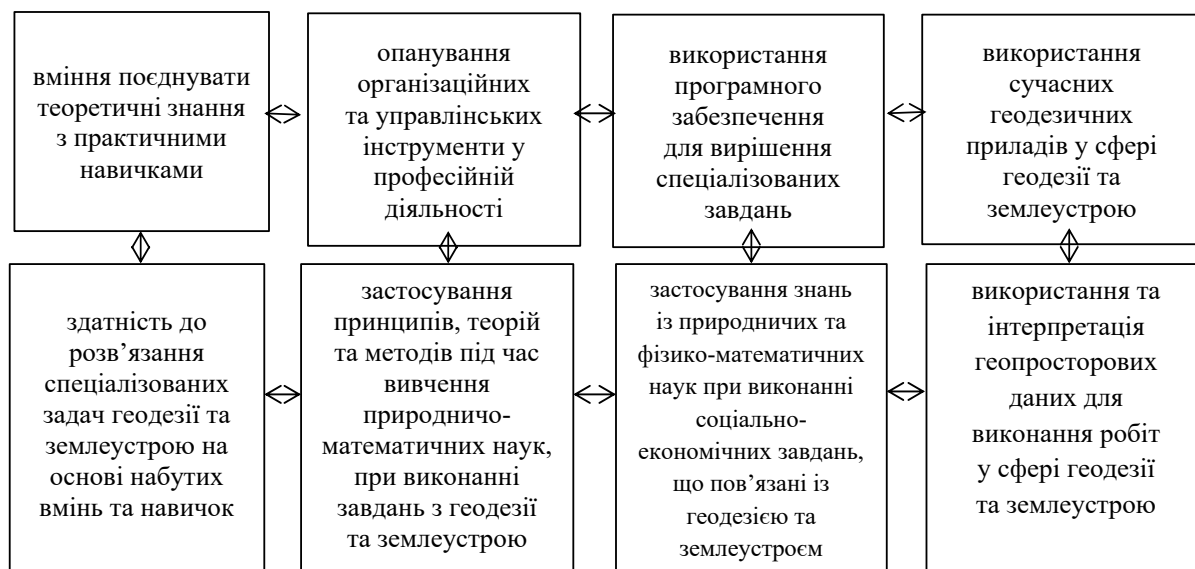 вміння поєднувати
теоретичні знання
з практичними
навичками
опанування
організаційних
та управлінських
інструменти у
професійній
діяльності
використання
програмного
забезпечення
для вирішення
спеціалізованих
завдань
використання
сучасних
геодезичних
приладів у сфері
геодезії та
землеустрою
здатність до
розв’язання
спеціалізованих
задач геодезії та
землеустрою на
основі набутих
вмінь та навичок
застосування
принципів, теорій
та методів під час
вивчення
природничо-
математичних наук,
при виконанні
завдань з геодезії
та землеустрою
застосування знань
із природничих та
фізико-математичних
наук при виконанні
соціально-
економічних завдань,
що пов’язані із
геодезією та
землеустроєм
використання та
інтерпретація
геопросторових
даних для
виконання робіт
у сфері геодезії
та землеустрою